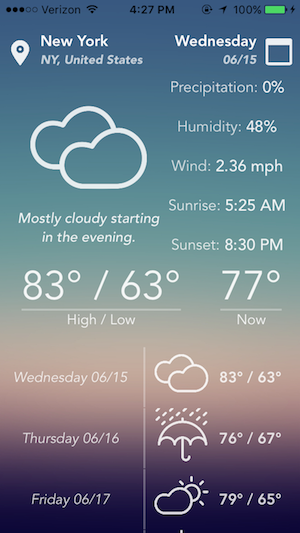 Verizon 4:27 PM 100%
New York
NY, United States
Wednesday
06/15
Precipitation: 0%
Humidity: 48%
Wind: 2.36 mph
Sunrise: 5:25 AM
Sunset: 8:30 PM
Mostly cloudy starting
in the evening.
83° / 63°
High / Low
77°
Now
Wednesday 06/15 83° / 63°
Thursday 06/16 76° / 67°
Friday 06/17 79° / 65°